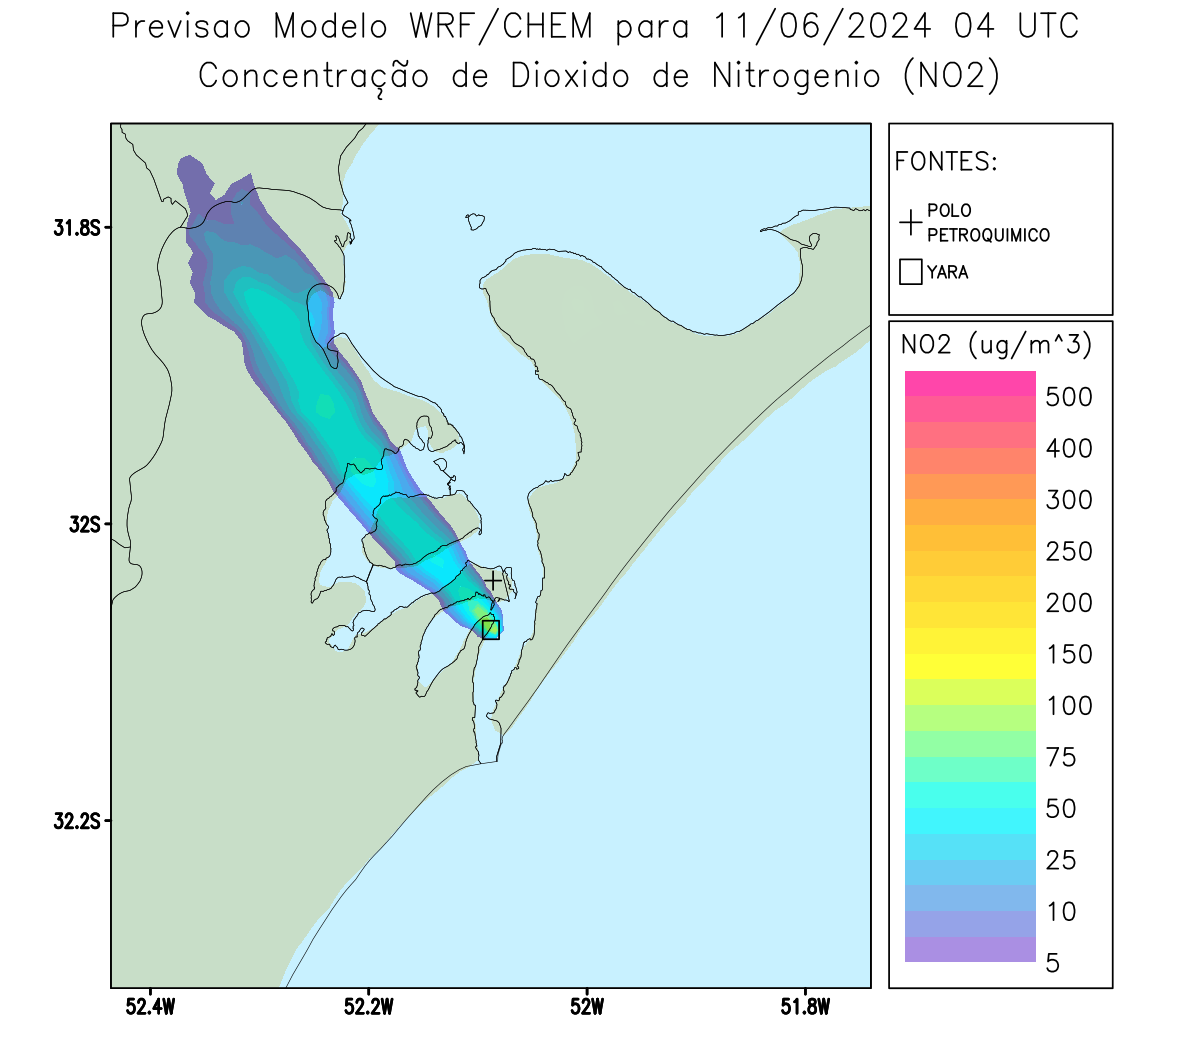 Previsao Modelo WRF/CHEM para 11/06/2024 04 UTC
Concentração de Dioxido de Nitrogenio (NO2)
FONTES:
POLO
PETROQUIMICO
YARA
NO2 (ug/m^3)
500
400
300
250
200
150
100
75
50
25
10
5
31.8S
32S
32.2S
52.4W
52.2W
52W
51.8W